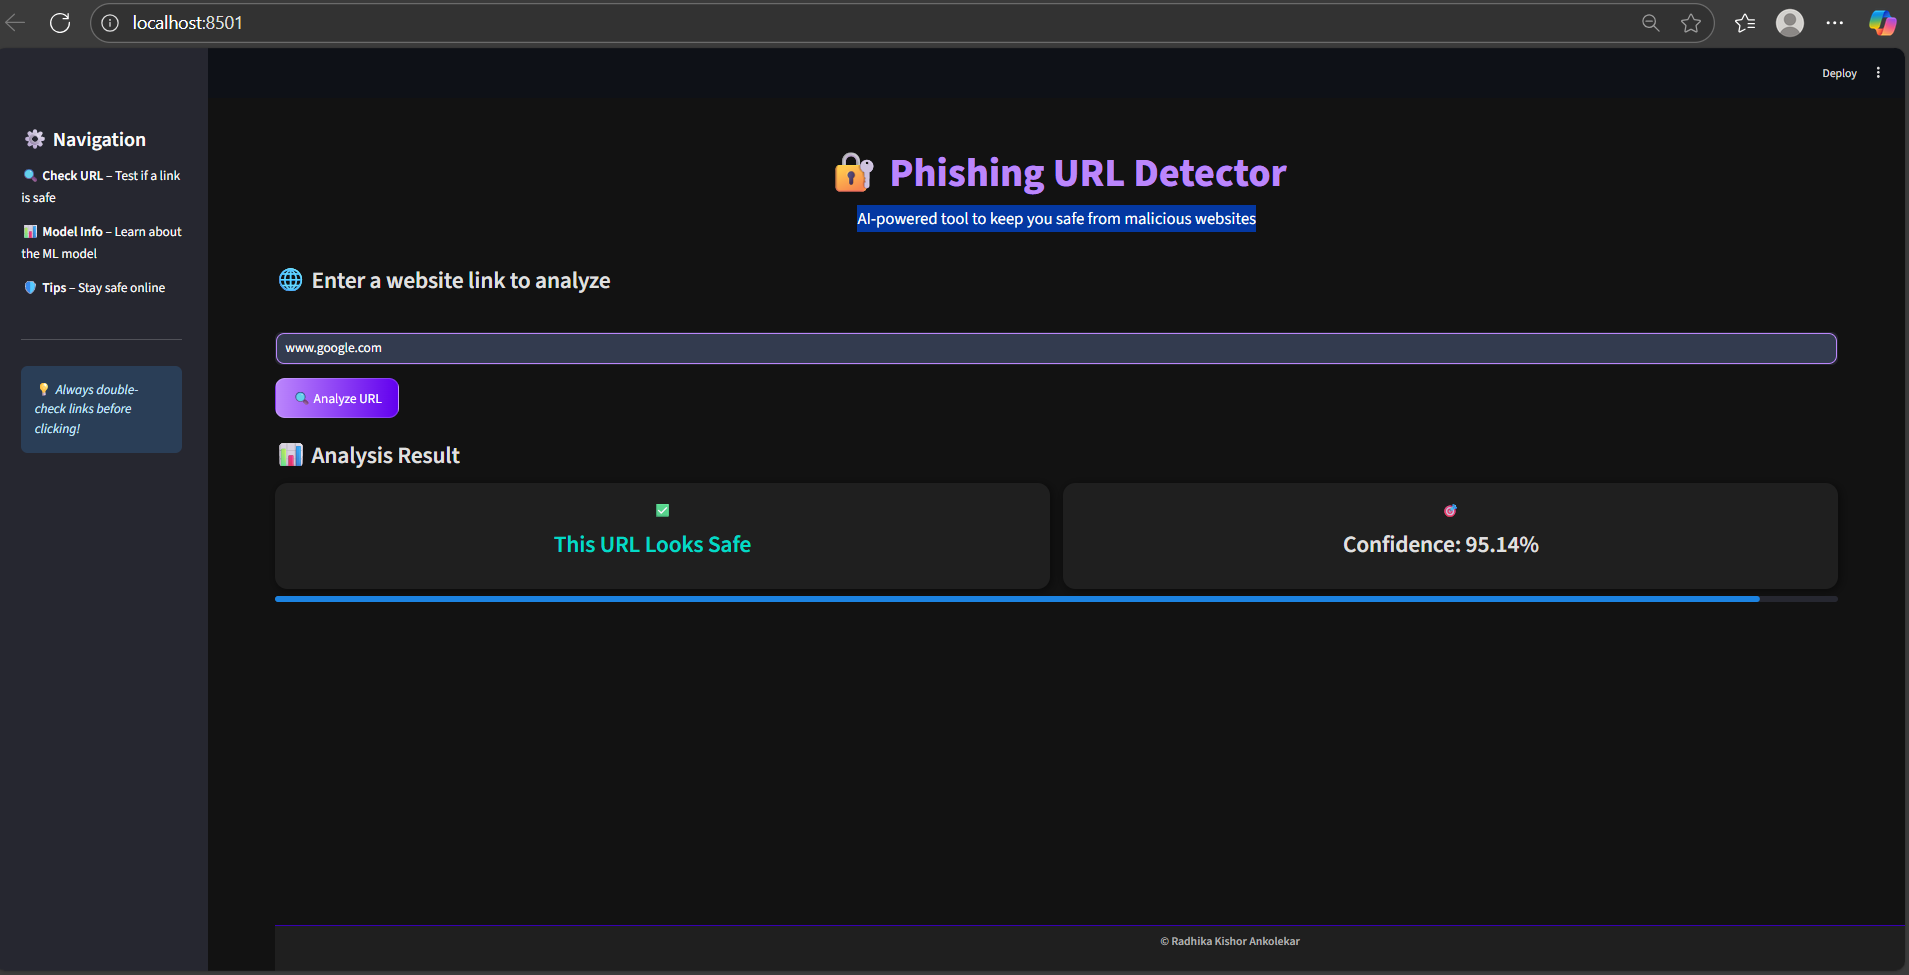 localhost:8501
Deploy
Navigation
Check URL – Test if a link
is safe
Model Info – Learn about
the ML model
Tips – Stay safe online
Always double-
check links before
clicking!
Phishing URL Detector
AI-powered tool to keep you safe from malicious websites
Enter a website link to analyze
www.google.com
Analyze URL
Analysis Result
This URL Looks Safe
Confidence: 95.14%
© Radhika Kishor Ankolekar